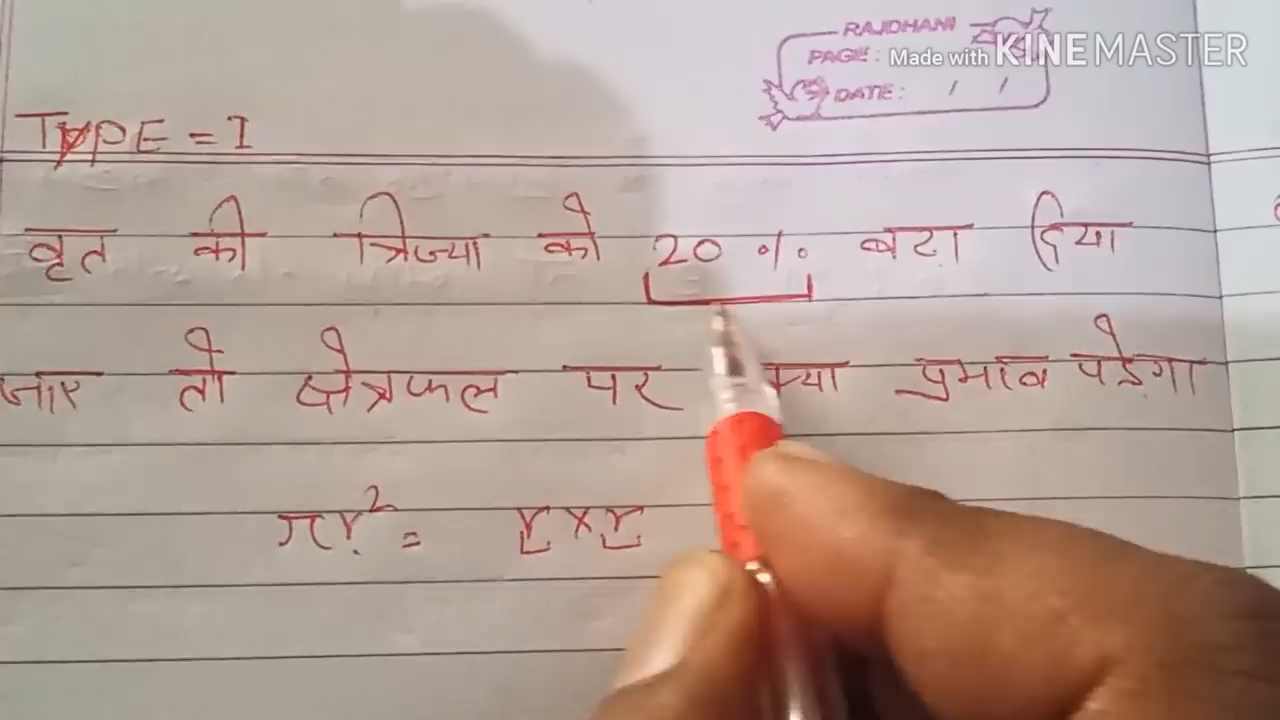 RAJDHANI
PAGE:
DATE: / /
Made with KINEMASTER
TYPE = I
वृत की त्रिज्या को 20 % बढा दिया
जाए तो क्षेत्रफल पर क्या प्रभाव पड़ेगा
πr² = r×r